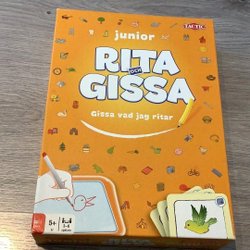 TACTIC
junior
RITA
OCH
GISSA
Gissa vad jag ritar
5+